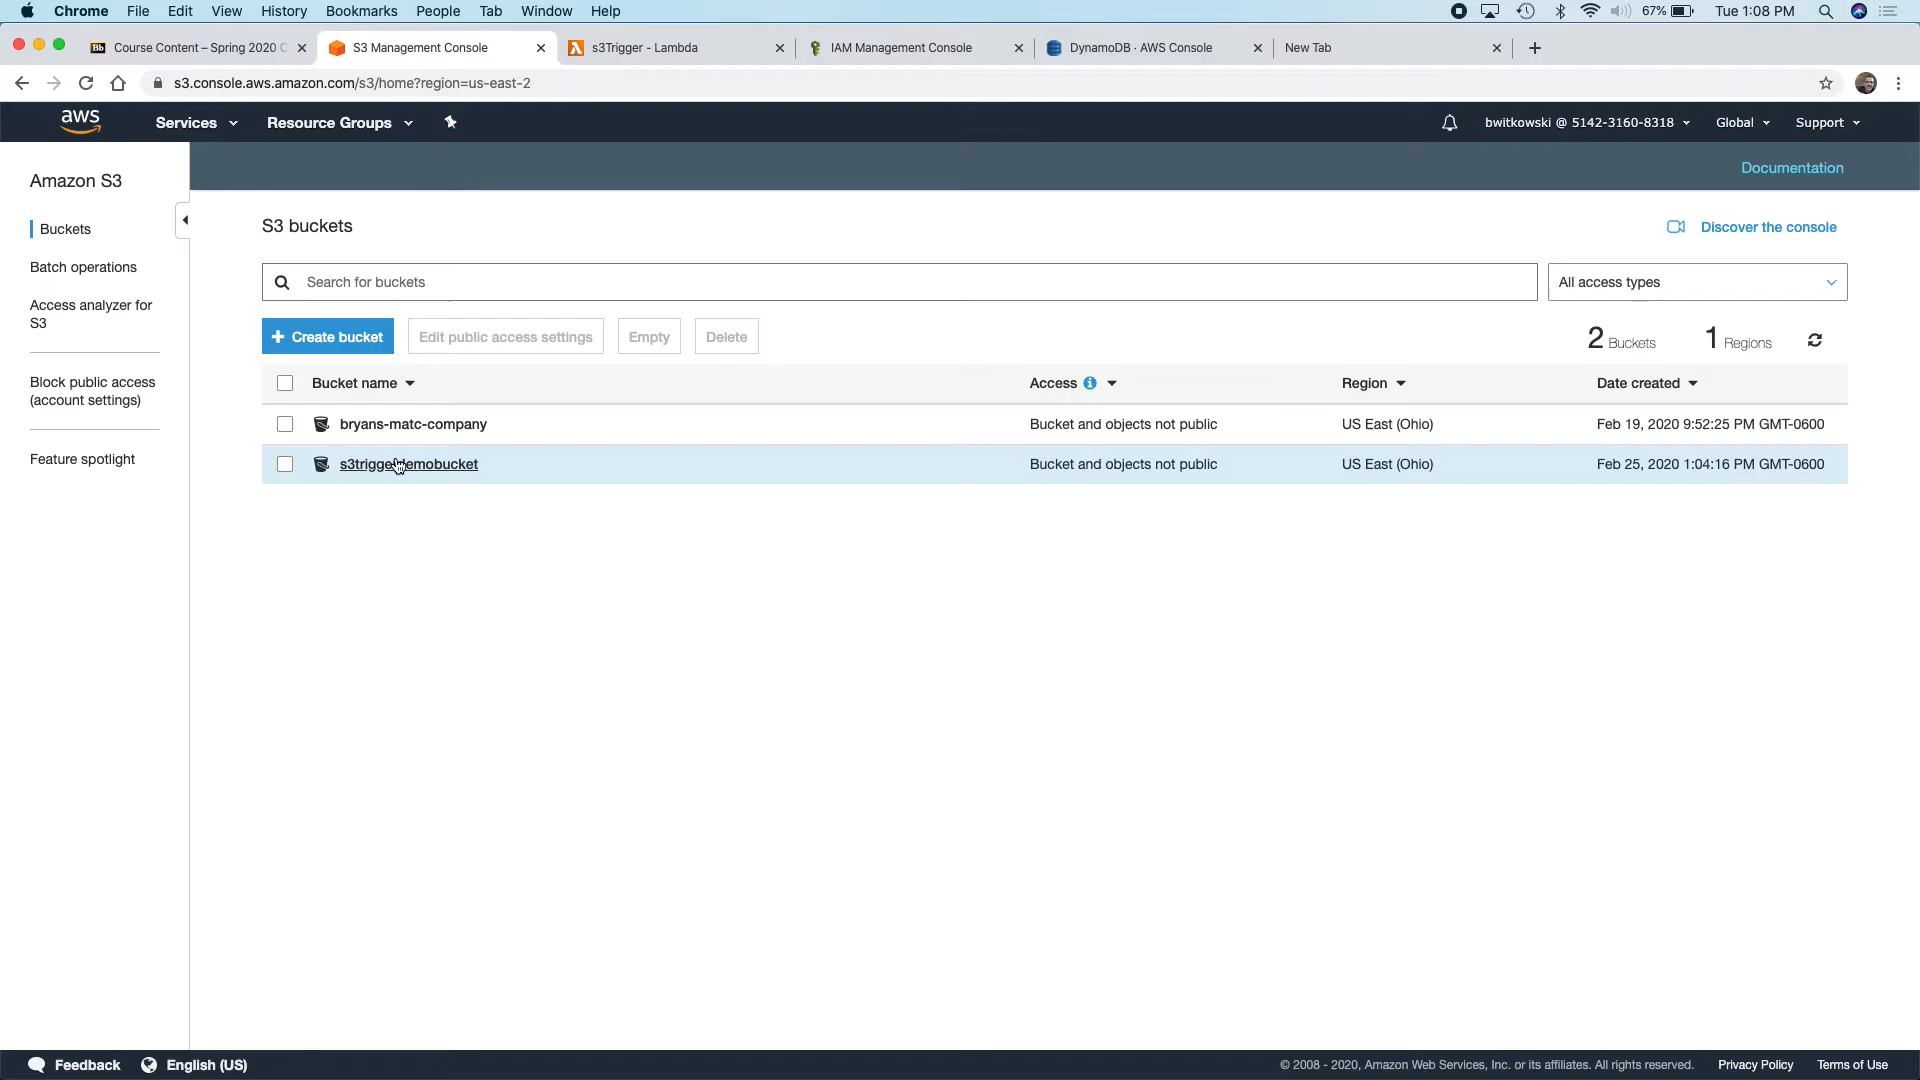 Chrome File Edit View History Bookmarks People Tab Window Help 67% Tue 1:08 PM
Bb Course Content – Spring 2020 C S3 Management Console s3Trigger - Lambda IAM Management Console DynamoDB · AWS Console New Tab
s3.console.aws.amazon.com/s3/home?region=us-east-2
aws Services Resource Groups bwitkowski @ 5142-3160-8318 Global Support
Documentation
Amazon S3
Buckets
Batch operations
Access analyzer for
S3
Block public access
(account settings)
Feature spotlight
S3 buckets
Discover the console
Search for buckets
All access types
Create bucket Edit public access settings Empty Delete 2 Buckets 1 Regions
Bucket name Access Region Date created
bryans-matc-company Bucket and objects not public US East (Ohio) Feb 19, 2020 9:52:25 PM GMT-0600
Bucket and objects not public US East (Ohio) Feb 25, 2020 1:04:16 PM GMT-0600
Feedback English (US) © 2008 - 2020, Amazon Web Services, Inc. or its affiliates. All rights reserved. Privacy Policy Terms of Use